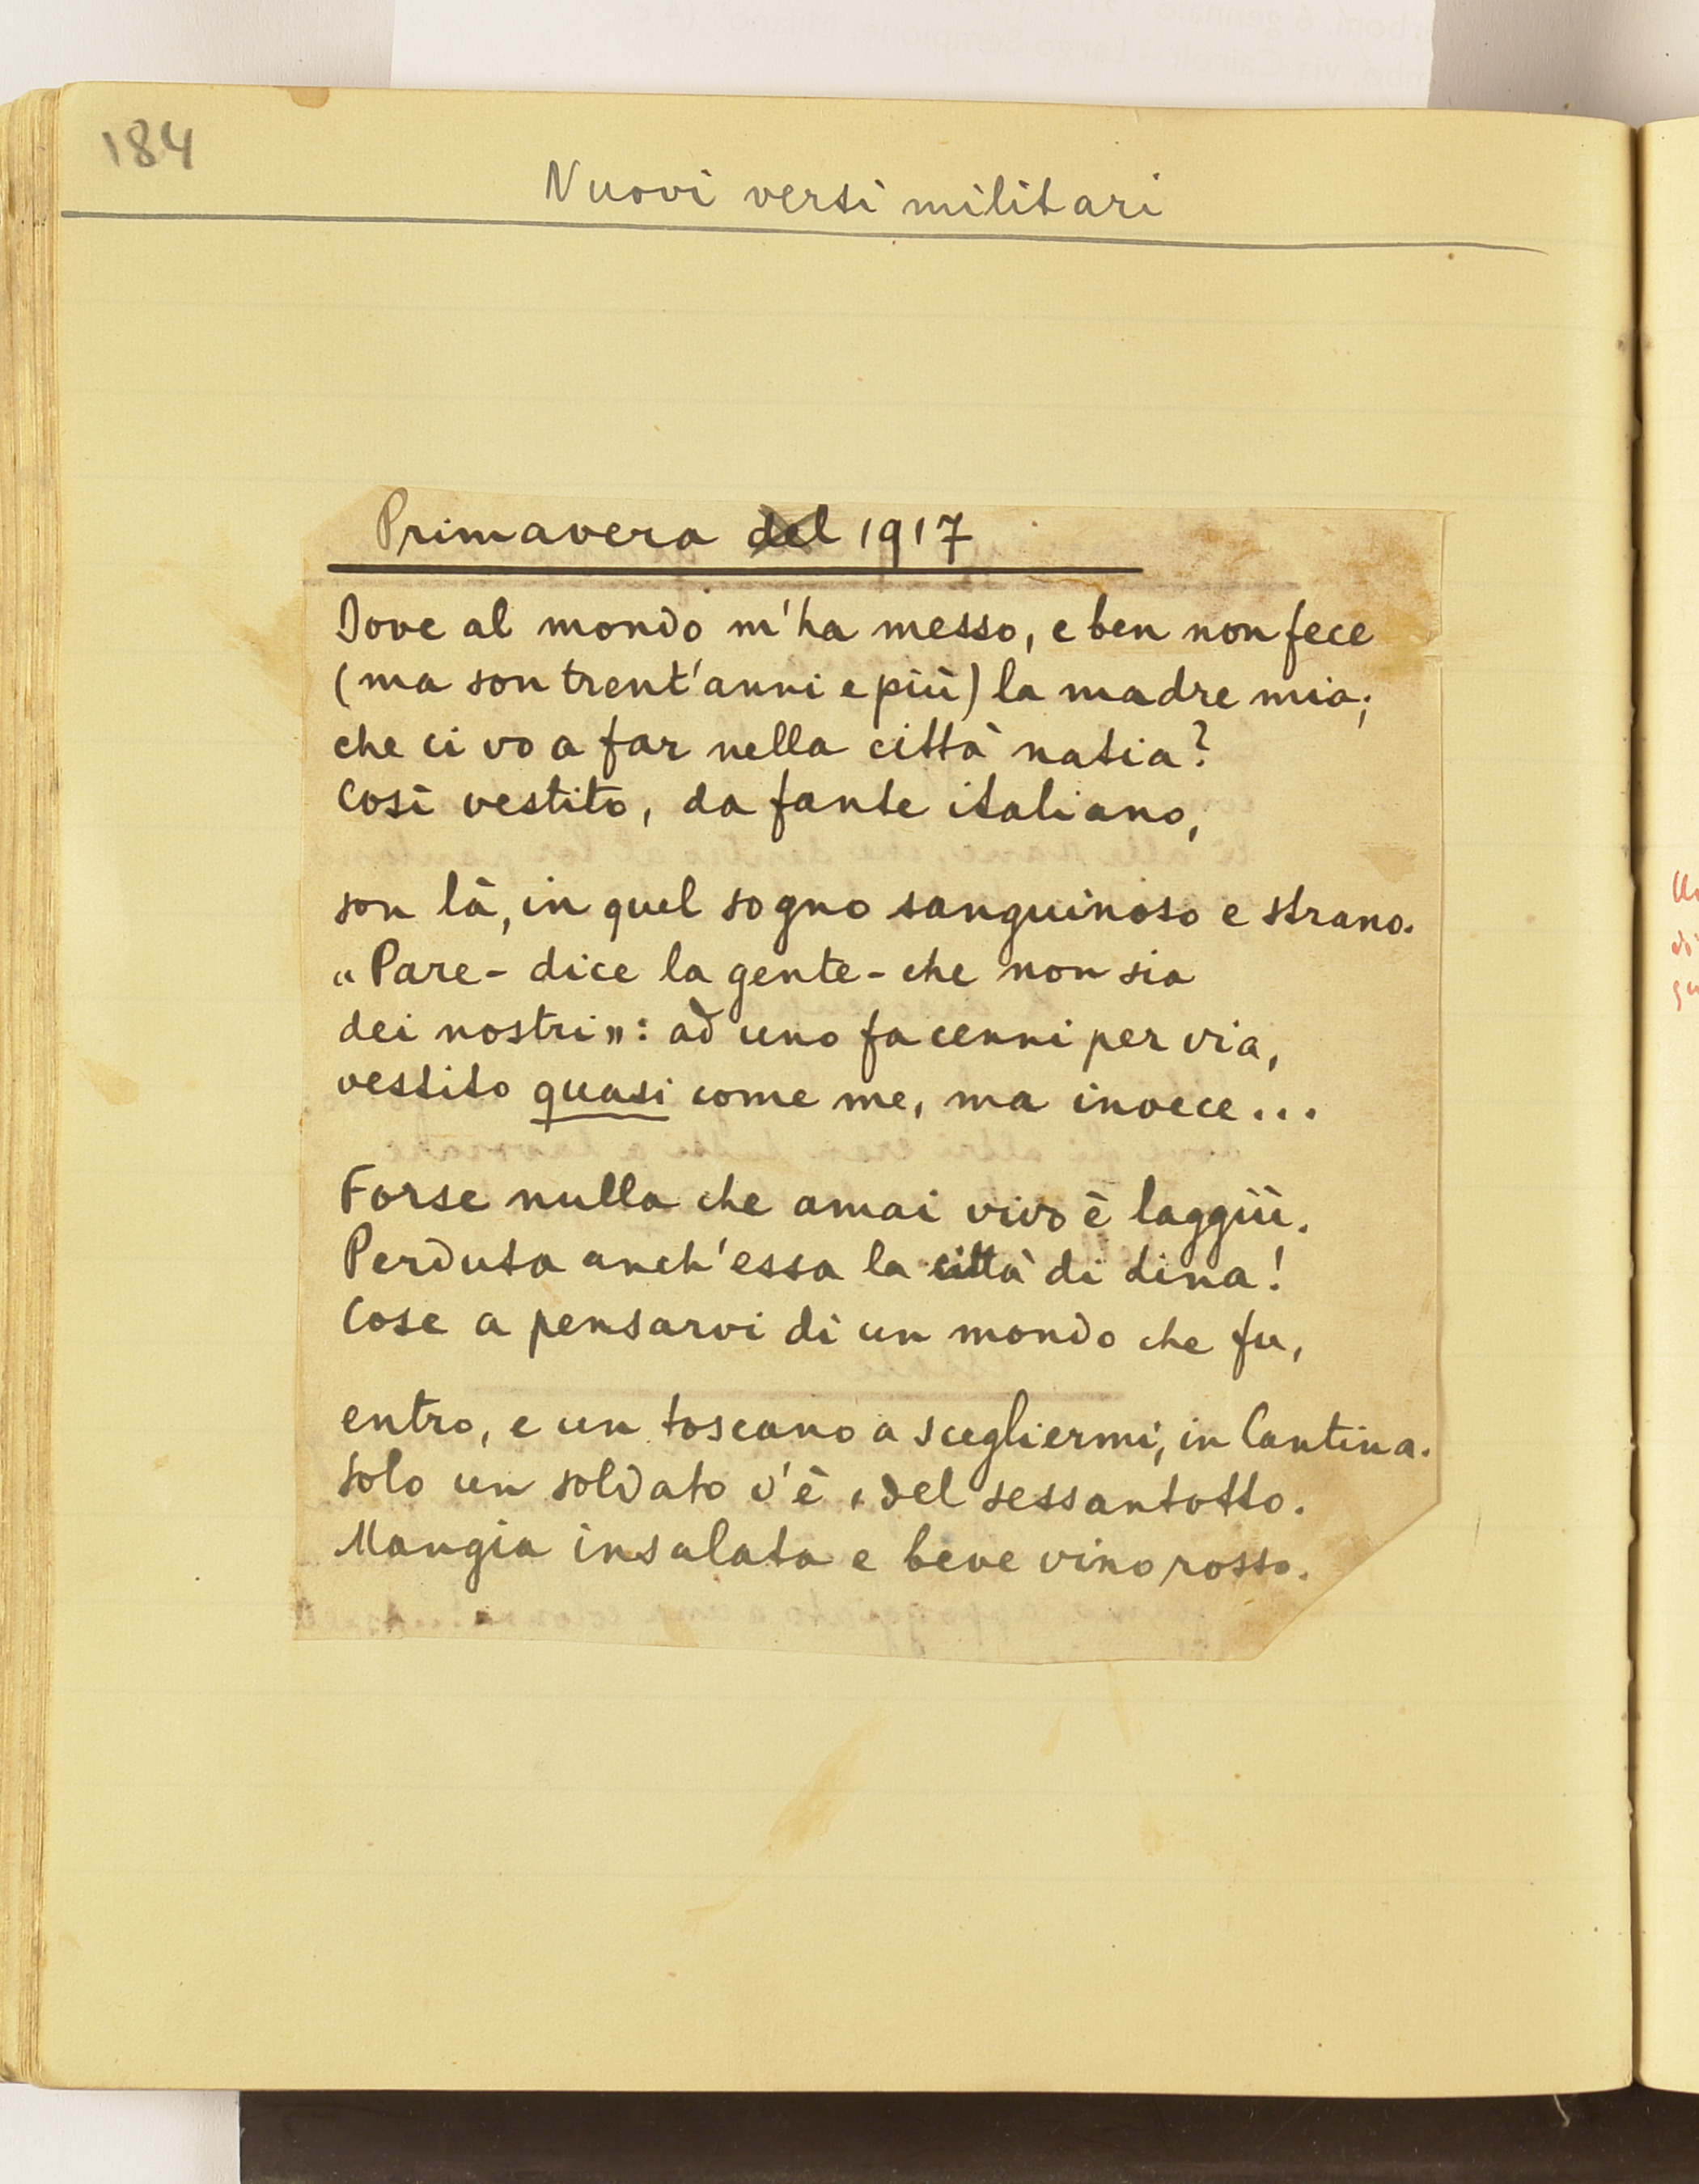 184
Nuovi versi militari
Primavera del 1917
Dove al mondo m'ha messo, e ben non fece
(ma son trent'anni e più) la madre mia;
che ci vo a far nella città natia?
Così vestito, da fante italiano,
son là, in quel sogno sanguinoso e strano.
"Pare - dice la gente - che non sia
dei nostri": ad uno fa cenni per via,
vestito quasi come me, ma invece...
Forse nulla che amai vivo è laggiù.
Perduta anch'essa la città di Lina!
Cose a pensarvi di un mondo che fu,
entro, e un toscano a scegliermi, in Cantina.
Solo un soldato v'è, del sessantotto.
Mangia insalata e beve vino rosso.